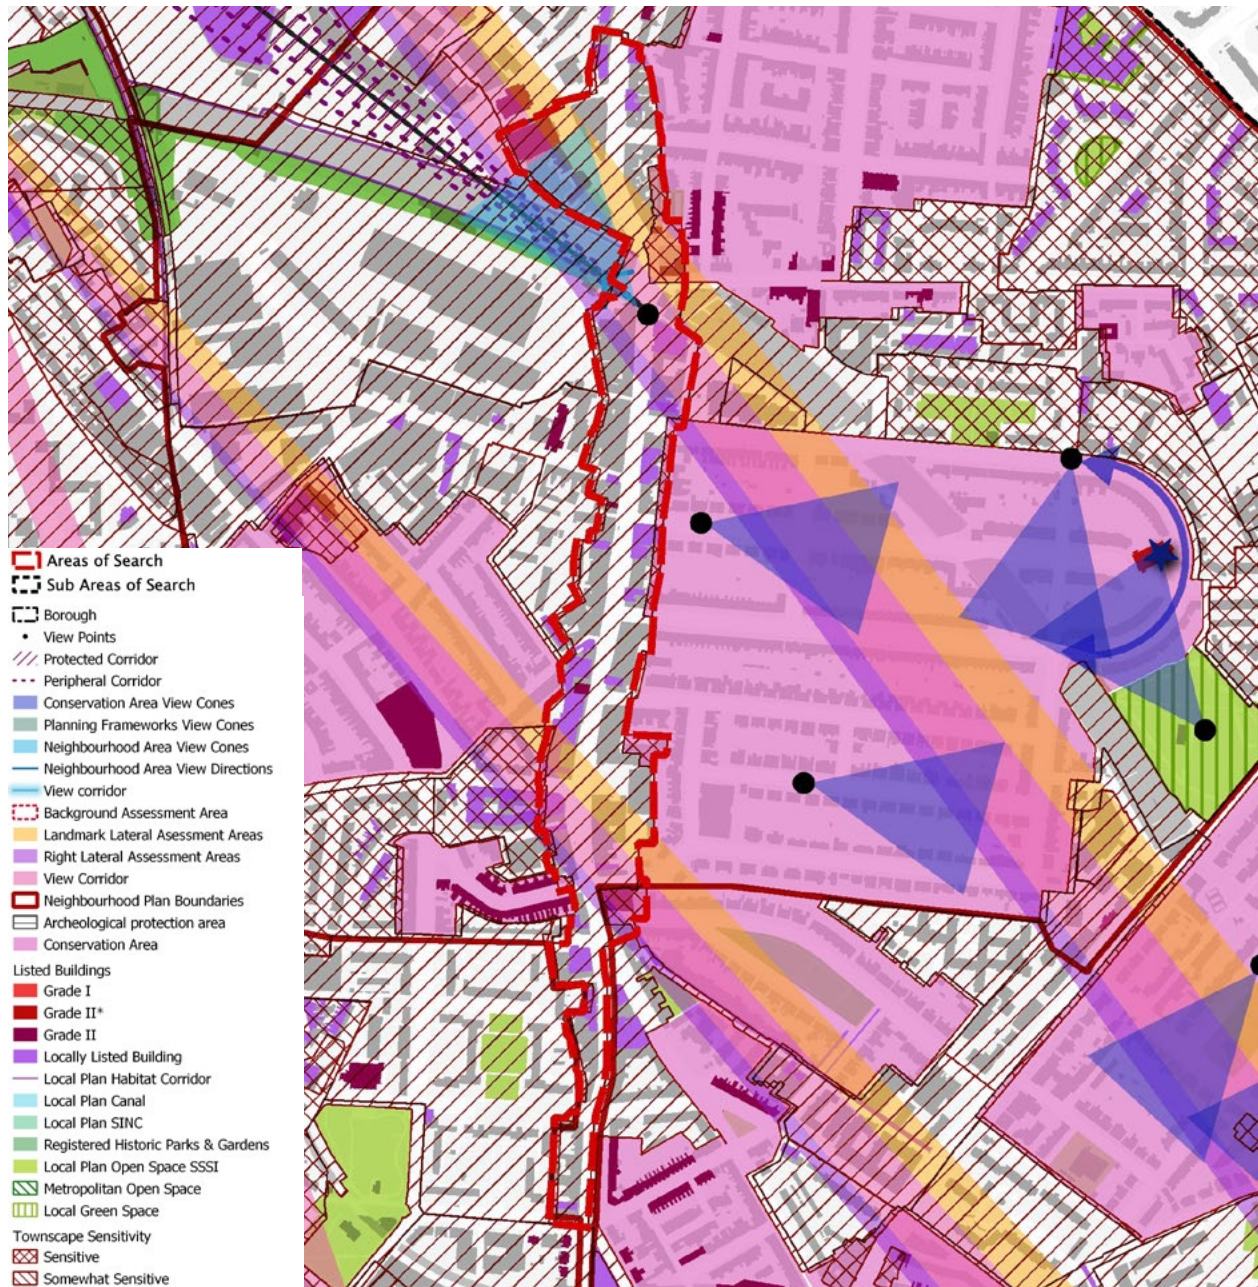 Areas of Search
Sub Areas of Search
Borough
View Points
Protected Corridor
Peripheral Corridor
Conservation Area View Cones
Planning Frameworks View Cones
Neighbourhood Area View Cones
Neighbourhood Area View Directions
View corridor
Background Assessment Area
Landmark Lateral Asessment Areas
Right Lateral Assessment Areas
View Corridor
Neighbourhood Plan Boundaries
Archeological protection area
Conservation Area
Listed Buildings
Grade I
Grade II*
Grade II
Locally Listed Building
Local Plan Habitat Corridor
Local Plan Canal
Local Plan SINC
Registered Historic Parks & Gardens
Local Plan Open Space SSSI
Metropolitan Open Space
Local Green Space
Townscape Sensitivity
Sensitive
Somewhat Sensitive